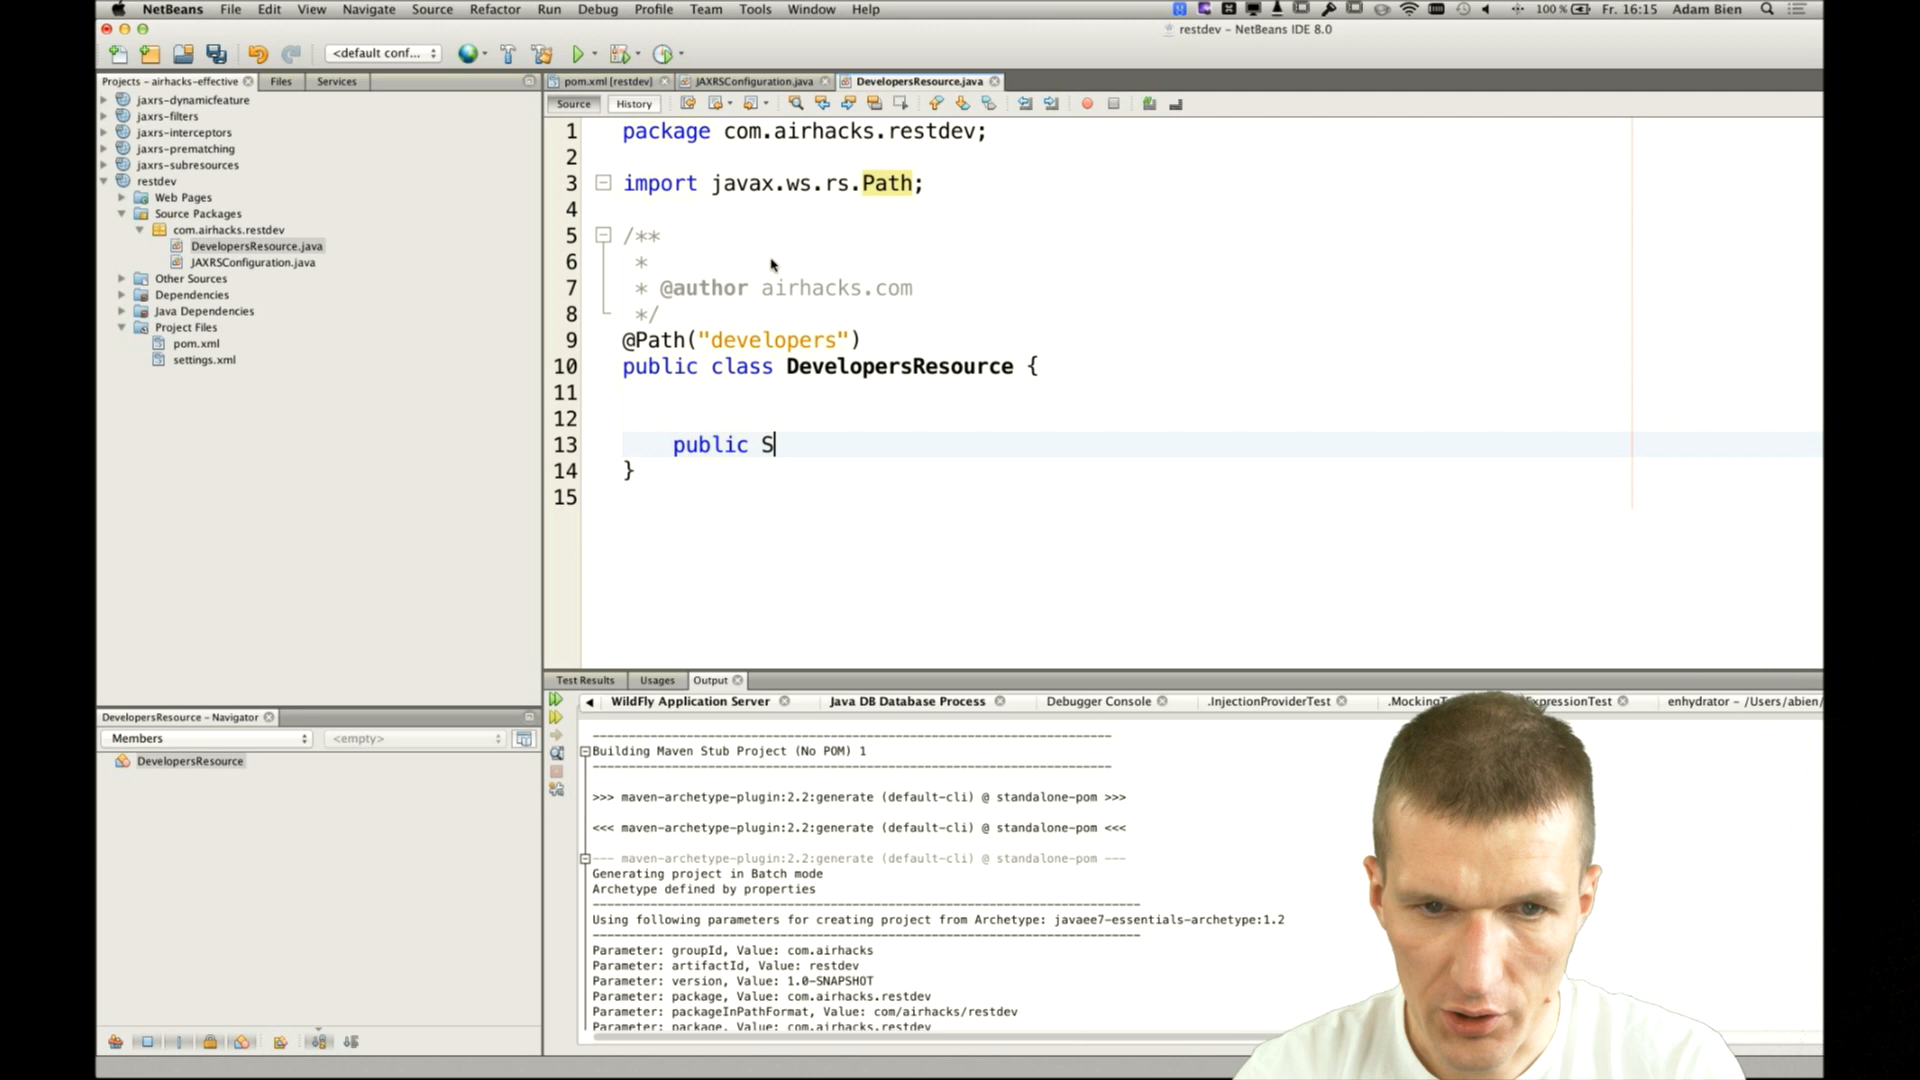 NetBeans File Edit View Navigate Source Refactor Run Debug Profile Team Tools Window Help 100% Fr. 16:15 Adam Bien
restdev – NetBeans IDE 8.0
<default conf...
Projects – airhacks-effective Files Services
pom.xml [restdev] JAXRSConfiguration.java DevelopersResource.java
Source History
jaxrs-dynamicfeature
jaxrs-filters
jaxrs-interceptors
jaxrs-prematching
jaxrs-subresources
restdev
Web Pages
Source Packages
com.airhacks.restdev
DevelopersResource.java
JAXRSConfiguration.java
Other Sources
Dependencies
Java Dependencies
Project Files
pom.xml
settings.xml
1 package com.airhacks.restdev;
2
3 import javax.ws.rs.Path;
4
5 /**
6 *
7 * @author airhacks.com
8 */
9 @Path("developers")
10 public class DevelopersResource {
11
12
13 public S
14 }
15
DevelopersResource – Navigator
Members <empty>
DevelopersResource
Test Results Usages Output
WildFly Application Server Java DB Database Process Debugger Console .InjectionProviderTest .MockingT xpressionTest enhydrator – /Users/abien/
------------------------------------------------------------------------
Building Maven Stub Project (No POM) 1
------------------------------------------------------------------------
>>> maven-archetype-plugin:2.2:generate (default-cli) @ standalone-pom >>>
<<< maven-archetype-plugin:2.2:generate (default-cli) @ standalone-pom <<<
--- maven-archetype-plugin:2.2:generate (default-cli) @ standalone-pom ---
Generating project in Batch mode
Archetype defined by properties
----------------------------------------------------------------------------
Using following parameters for creating project from Archetype: javaee7-essentials-archetype:1.2
----------------------------------------------------------------------------
Parameter: groupId, Value: com.airhacks
Parameter: artifactId, Value: restdev
Parameter: version, Value: 1.0-SNAPSHOT
Parameter: package, Value: com.airhacks.restdev
Parameter: packageInPathFormat, Value: com/airhacks/restdev
Parameter: package, Value: com.airhacks.restdev